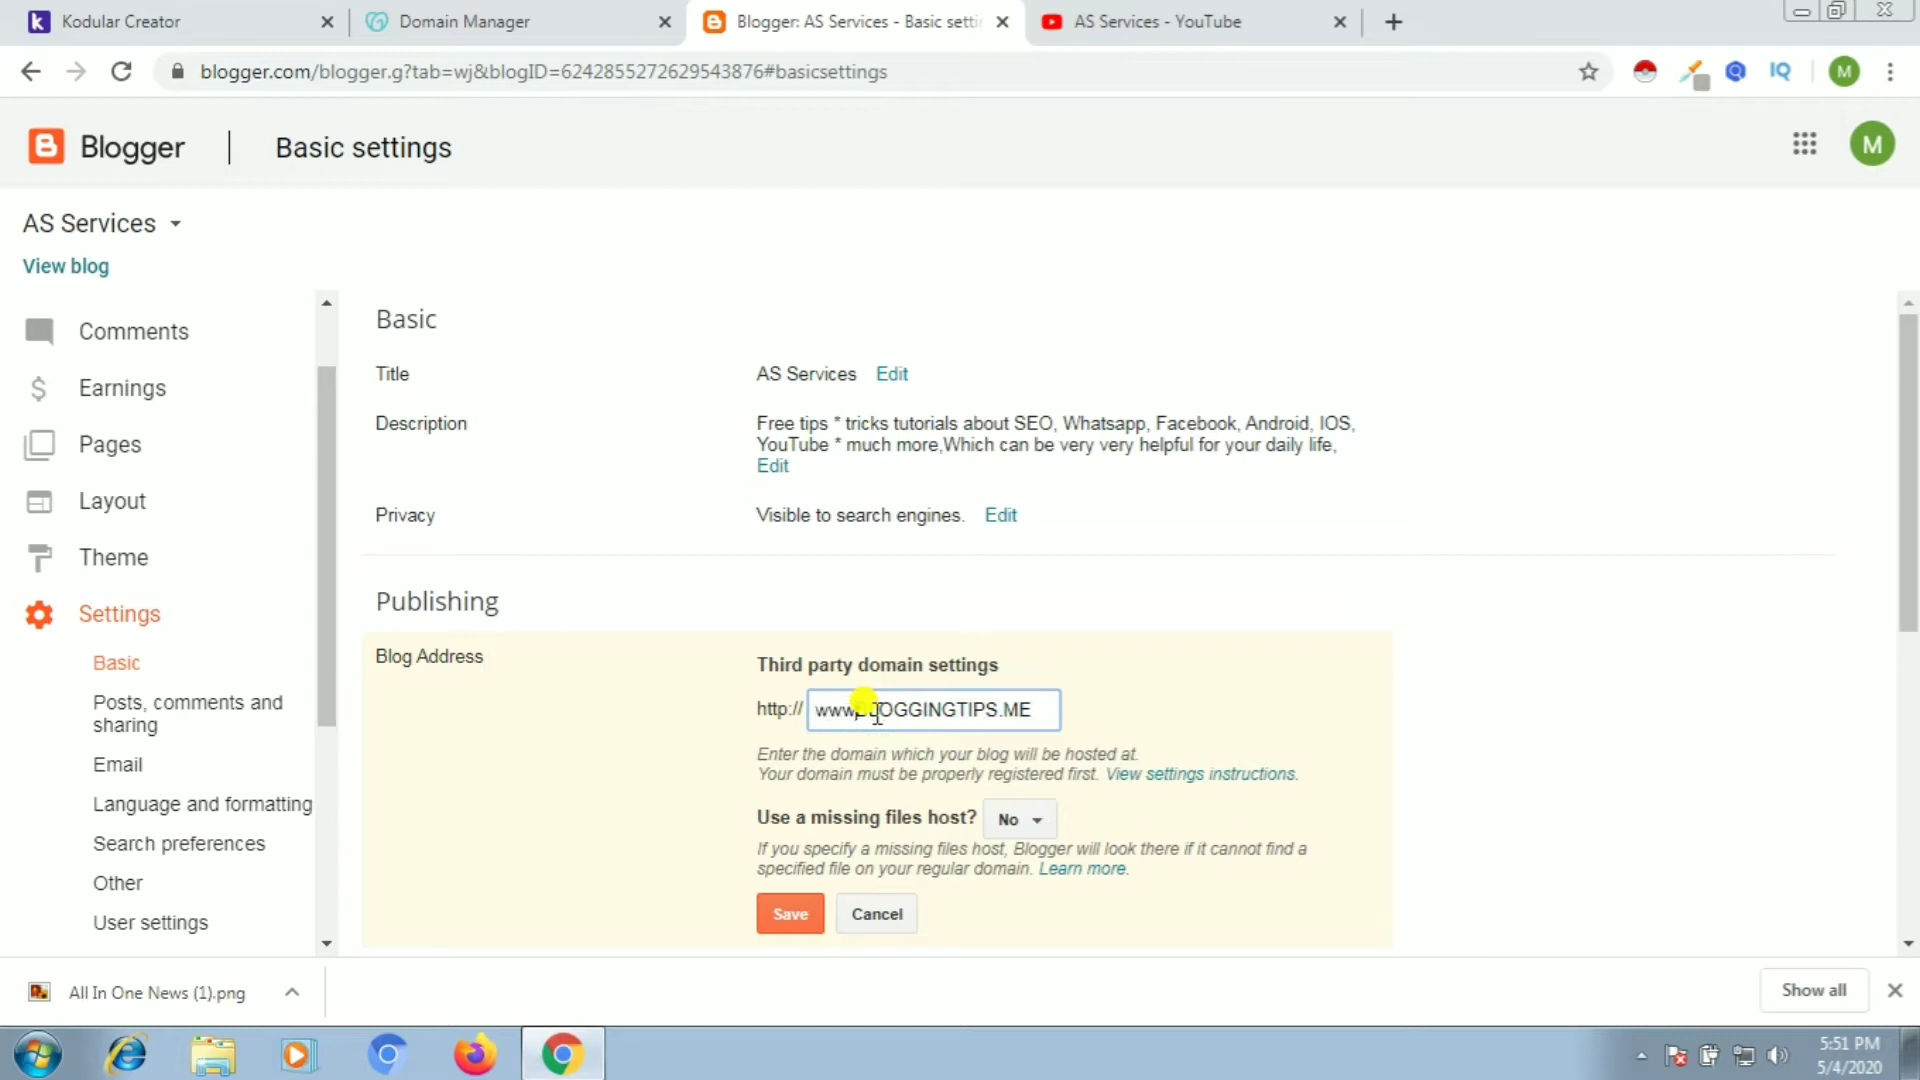 Kodular Creator
Domain Manager
Blogger: AS Services - Basic setti
AS Services - YouTube
blogger.com/blogger.g?tab=wj&blogID=6242855272629543876#basicsettings
IQ
M
Blogger
Basic settings
M
AS Services
View blog
Comments
Earnings
Pages
Layout
Theme
Settings
Basic
Posts, comments and
sharing
Email
Language and formatting
Search preferences
Other
User settings
Basic
Title
AS Services Edit
Description
Free tips * tricks tutorials about SEO, Whatsapp, Facebook, Android, IOS,
YouTube * much more,Which can be very very helpful for your daily life,
Edit
Privacy
Visible to search engines. Edit
Publishing
Blog Address
Third party domain settings
http:// www.BLOGGINGTIPS.ME
Enter the domain which your blog will be hosted at.
Your domain must be properly registered first. View settings instructions.
Use a missing files host? No
If you specify a missing files host, Blogger will look there if it cannot find a
specified file on your regular domain. Learn more.
Save Cancel
All In One News (1).png
Show all
5:51 PM
5/4/2020